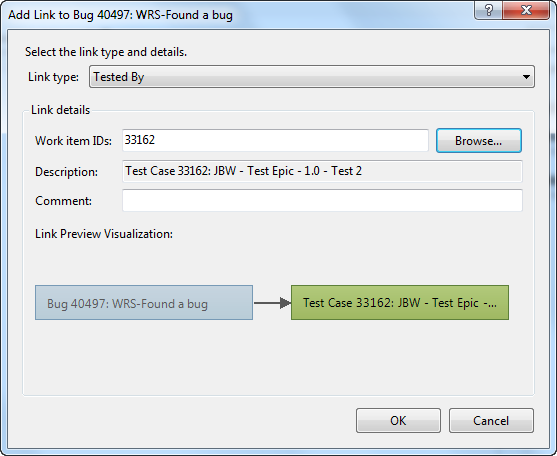 Add Link to Bug 40497: WRS-Found a bug
Select the link type and details.
Link type: Tested By
Link details
Work item IDs: 33162 Browse...
Description: Test Case 33162: JBW - Test Epic - 1.0 - Test 2
Comment:
Link Preview Visualization:
Bug 40497: WRS-Found a bug Test Case 33162: JBW - Test Epic -...
OK Cancel